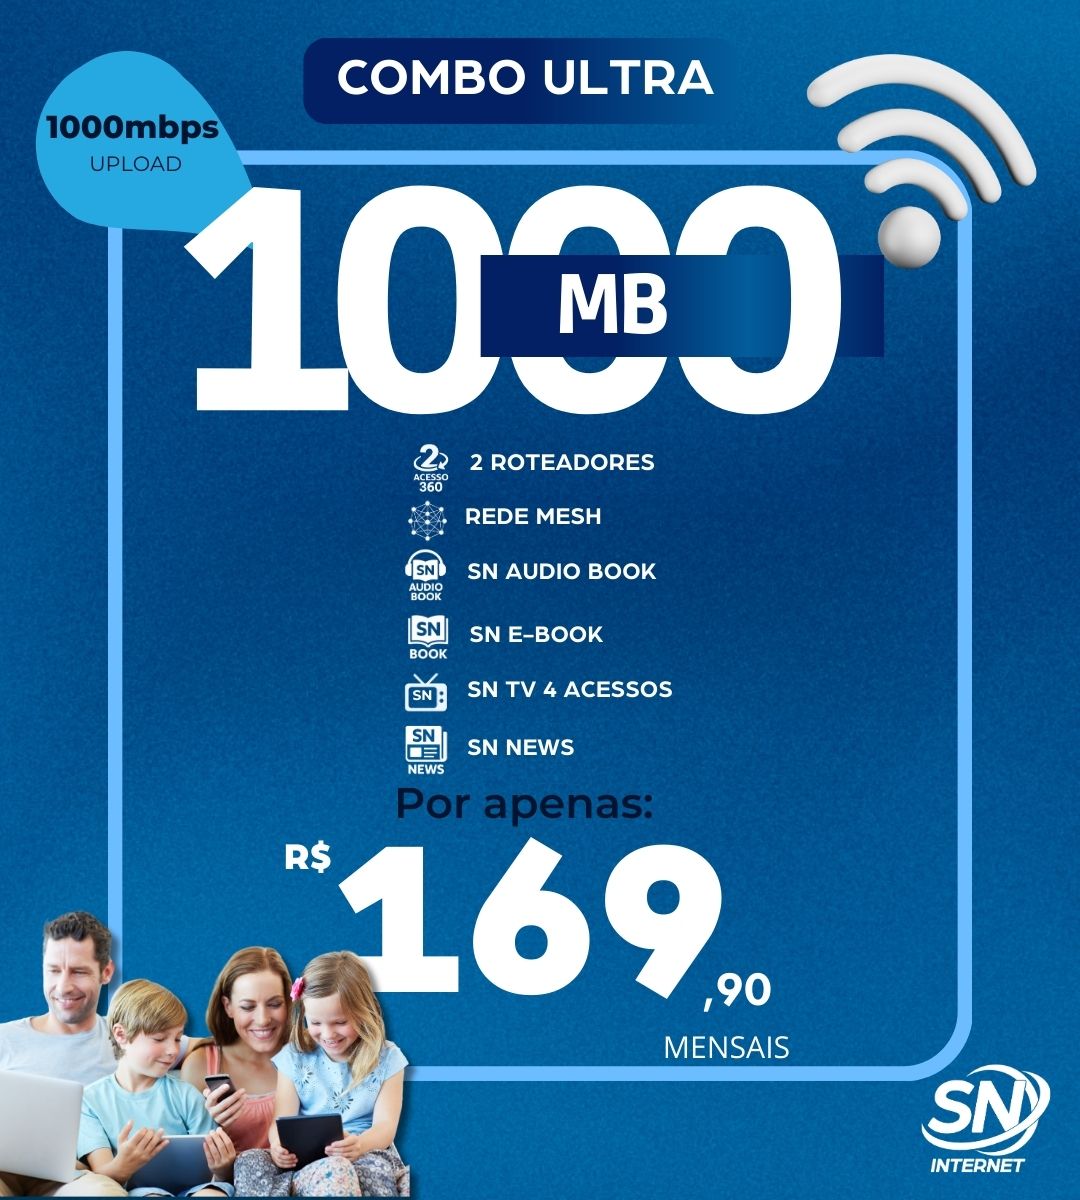 COMBO ULTRA
1000mbps
UPLOAD
1000
MB
2
ACESSO
360
2 ROTEADORES
REDE MESH
SN
AUDIO
BOOK
SN AUDIO BOOK
SN
BOOK
SN E-BOOK
SN
SN TV 4 ACESSOS
SN
NEWS
SN NEWS
Por apenas:
R$ 169,90
MENSAIS
SN
INTERNET